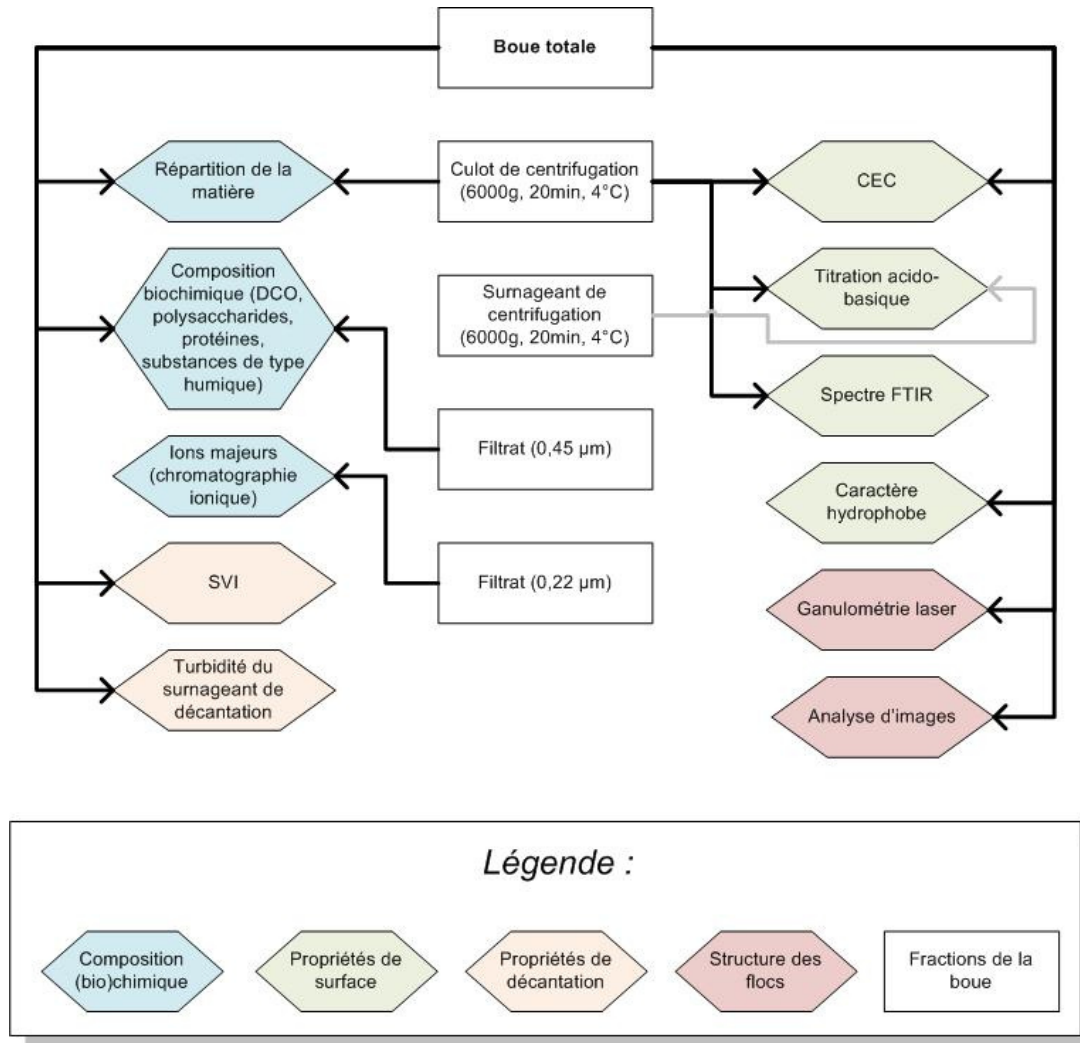 Boue totale
Répartition de la
matière
Culot de centrifugation
(6000g, 20min, 4°C)
CEC
Composition
biochimique (DCO,
polysaccharides,
protéines,
substances de type
humique)
Surnageant de
centrifugation
(6000g, 20min, 4°C)
Titration acido-
basique
Spectre FTIR
Filtrat (0,45 µm)
Ions majeurs
(chromatographie
ionique)
Caractère
hydrophobe
SVI
Filtrat (0,22 µm)
Ganulométrie laser
Turbidité du
surnageant de
décantation
Analyse d'images
Légende :
Composition
(bio)chimique
Propriétés de
surface
Propriétés de
décantation
Structure des
flocs
Fractions de la
boue